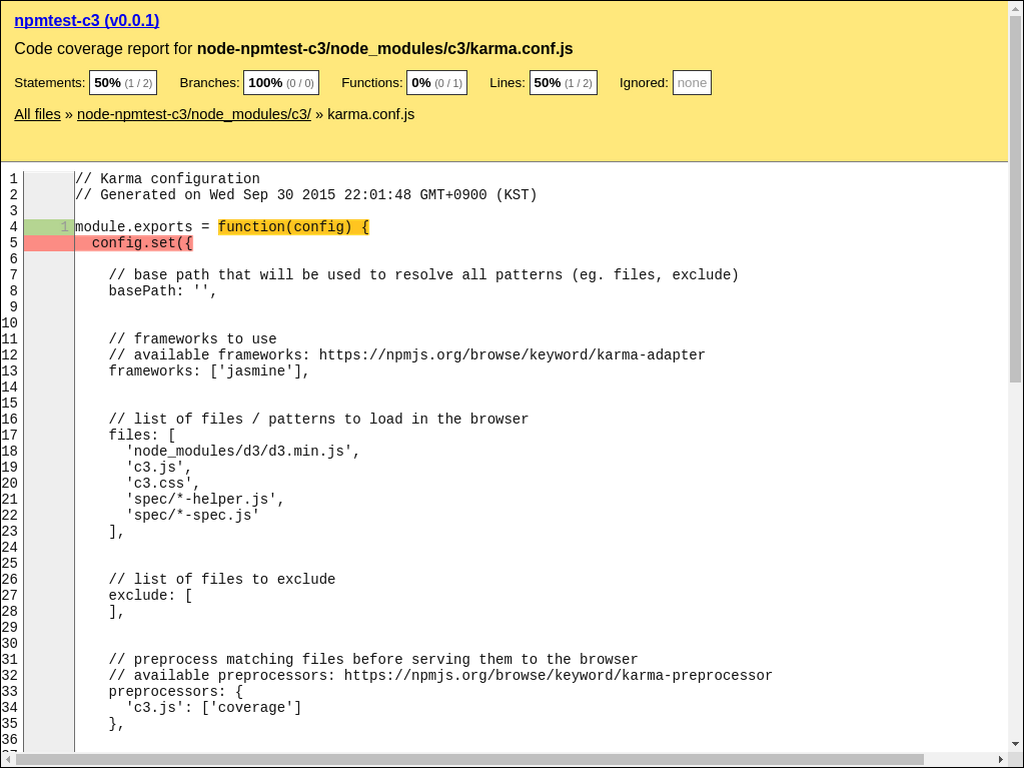 npmtest-c3 (v0.0.1)
Code coverage report for node-npmtest-c3/node_modules/c3/karma.conf.js
Statements: 50% (1 / 2) Branches: 100% (0 / 0) Functions: 0% (0 / 1) Lines: 50% (1 / 2) Ignored: none
All files » node-npmtest-c3/node_modules/c3/ » karma.conf.js
1 // Karma configuration
2 // Generated on Wed Sep 30 2015 22:01:48 GMT+0900 (KST)
3
4 1 module.exports = function(config) {
5 config.set({
6
7 // base path that will be used to resolve all patterns (eg. files, exclude)
8 basePath: '',
9
10
11 // frameworks to use
12 // available frameworks: https://npmjs.org/browse/keyword/karma-adapter
13 frameworks: ['jasmine'],
14
15
16 // list of files / patterns to load in the browser
17 files: [
18 'node_modules/d3/d3.min.js',
19 'c3.js',
20 'c3.css',
21 'spec/*-helper.js',
22 'spec/*-spec.js'
23 ],
24
25
26 // list of files to exclude
27 exclude: [
28 ],
29
30
31 // preprocess matching files before serving them to the browser
32 // available preprocessors: https://npmjs.org/browse/keyword/karma-preprocessor
33 preprocessors: {
34 'c3.js': ['coverage']
35 },
36